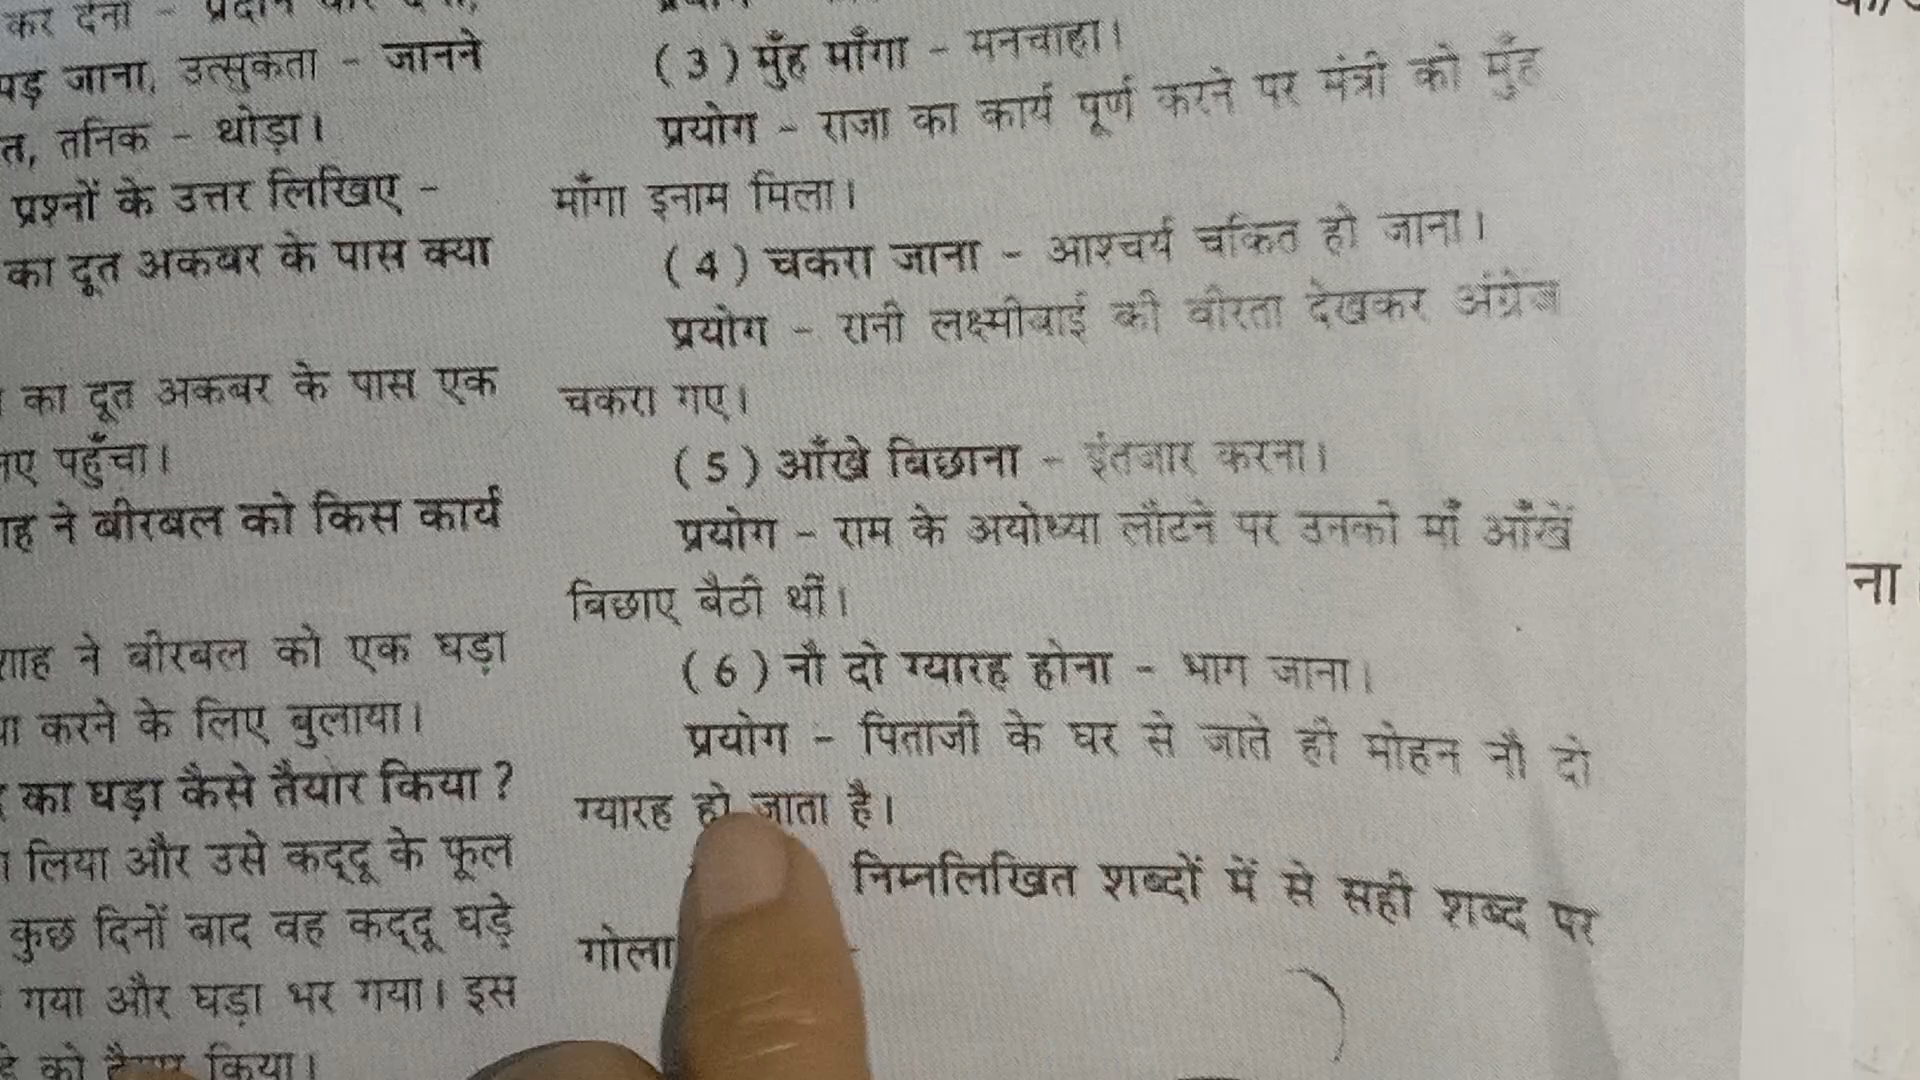 कर देना - प्रदान कर देना,
पड़ जाना, उत्सुकता - जानने
त, तनिक - थोड़ा।
प्रश्नों के उत्तर लिखिए -
का दूत अकबर के पास क्या
का दूत अकबर के पास एक
पहुँचा।
ने बीरबल को किस कार्य
ने बीरबल को एक घड़ा
करने के लिए बुलाया।
का घड़ा कैसे तैयार किया ?
लिया और उसे कद्दू के फूल
कुछ दिनों बाद वह कद्दू घड़े
गया और घड़ा भर गया। इस
को तैयार किया।
(3) मुँह माँगा - मनचाहा।
प्रयोग - राजा का कार्य पूर्ण करने पर मंत्री को मुँह
माँगा इनाम मिला।
(4) चकरा जाना - आश्चर्य चकित हो जाना।
प्रयोग - रानी लक्ष्मीबाई की वीरता देखकर अंग्रेज
चकरा गए।
(5) आँखे बिछाना - इंतजार करना।
प्रयोग - राम के अयोध्या लौटने पर उनकी माँ आँखें
बिछाए बैठी थीं।
(6) नौ दो ग्यारह होना - भाग जाना।
प्रयोग - पिताजी के घर से जाते ही मोहन नौ दो
ग्यारह हो जाता है।
निम्नलिखित शब्दों में से सही शब्द पर
गोला
ना